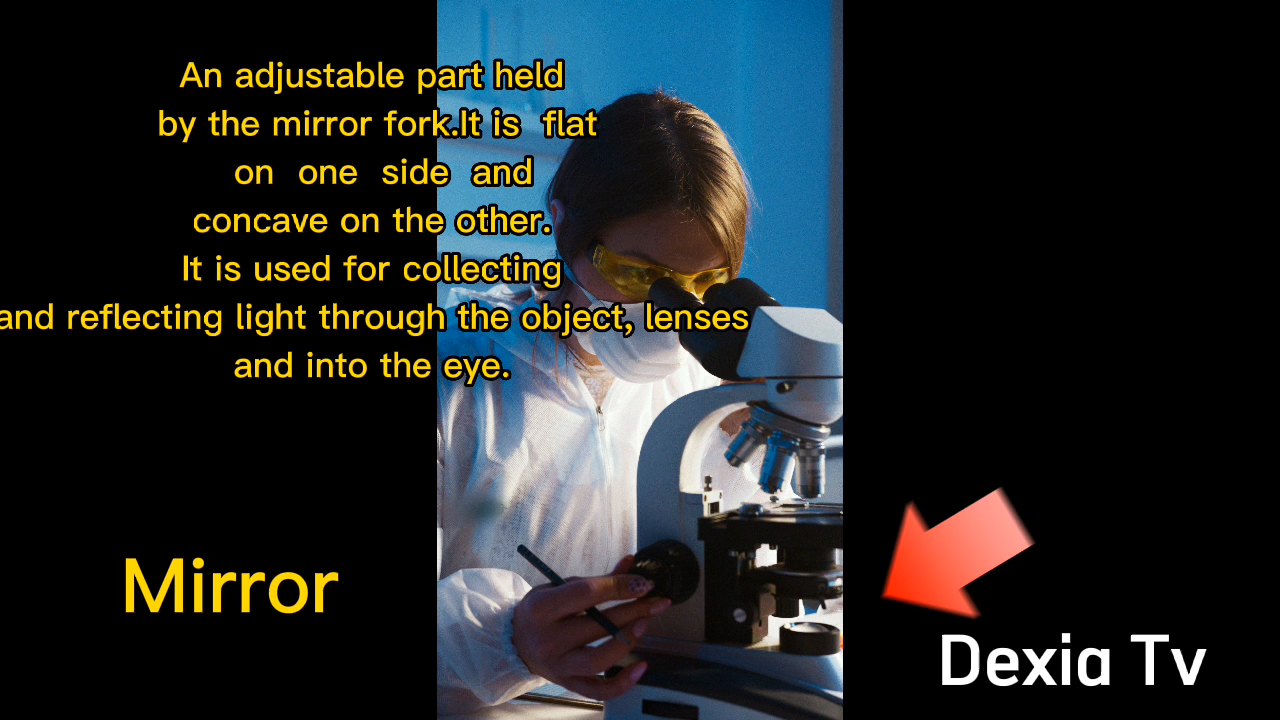 An adjustable part held
by the mirror fork.It is flat
on one side and
concave on the other.
It is used for collecting
and reflecting light through the object, lenses
and into the eye.
Mirror
Dexia Tv